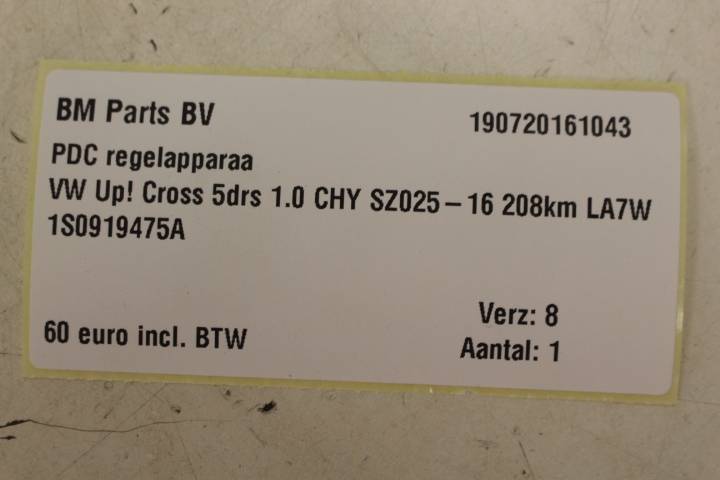 BM Parts BV 190720161043
PDC regelapparaa
VW Up! Cross 5drs 1.0 CHY SZ025-16 208km LA7W
1S0919475A
Verz: 8
60 euro incl. BTW
Aantal: 1